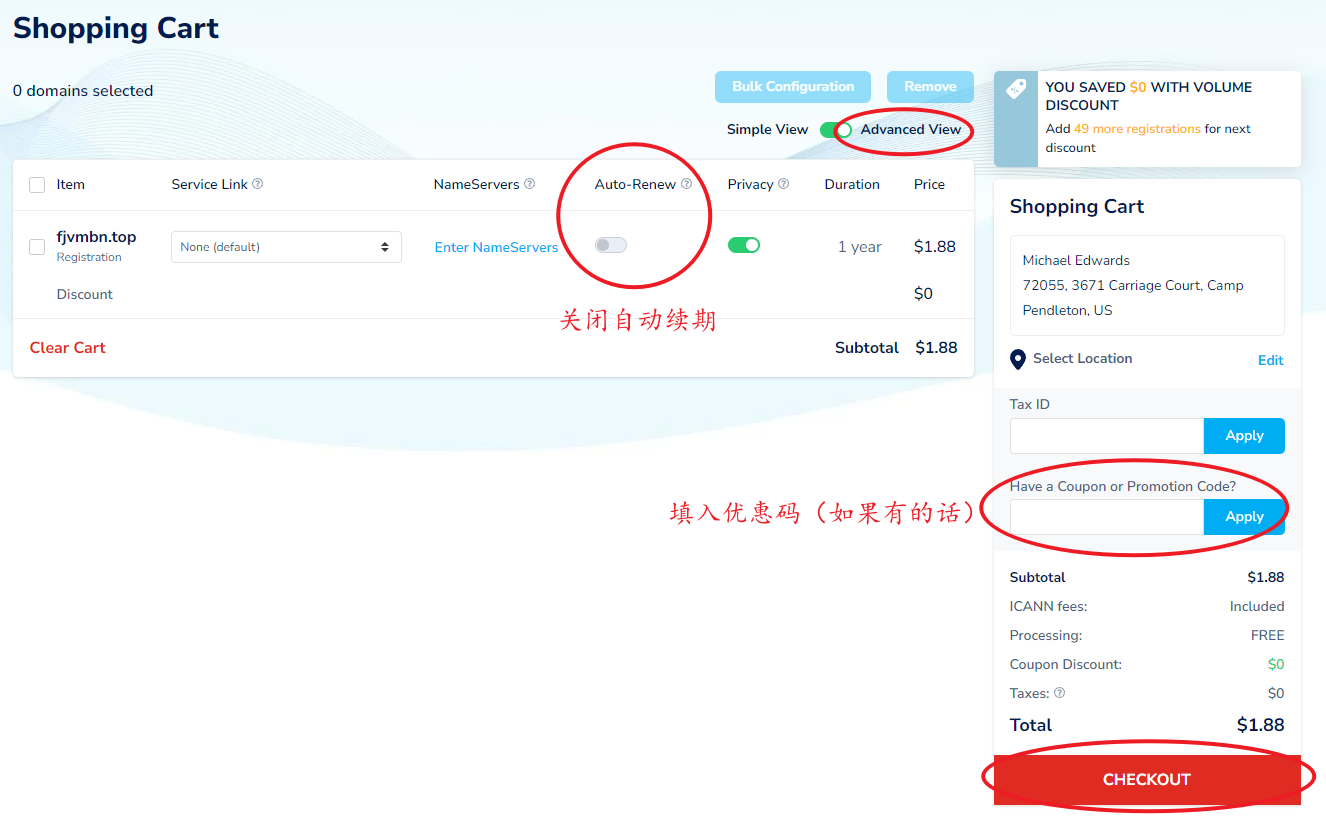 Shopping Cart
0 domains selected
Bulk Configuration
Remove
Simple View
Advanced View
Item
Service Link
NameServers
Auto-Renew
Privacy
Duration
Price
fjvmbn.top
Registration
None (default)
Enter NameServers
1 year
$1.88
Discount
$0
关闭自动续期
Clear Cart
Subtotal
$1.88
YOU SAVED $0 WITH VOLUME
DISCOUNT
Add 49 more registrations for next
discount
Shopping Cart
Michael Edwards
72055, 3671 Carriage Court, Camp
Pendleton, US
Select Location
Edit
Tax ID
Apply
Have a Coupon or Promotion Code?
填入优惠码（如果有的话）
Apply
Subtotal
$1.88
ICANN fees:
Included
Processing:
FREE
Coupon Discount:
$0
Taxes:
$0
Total
$1.88
CHECKOUT